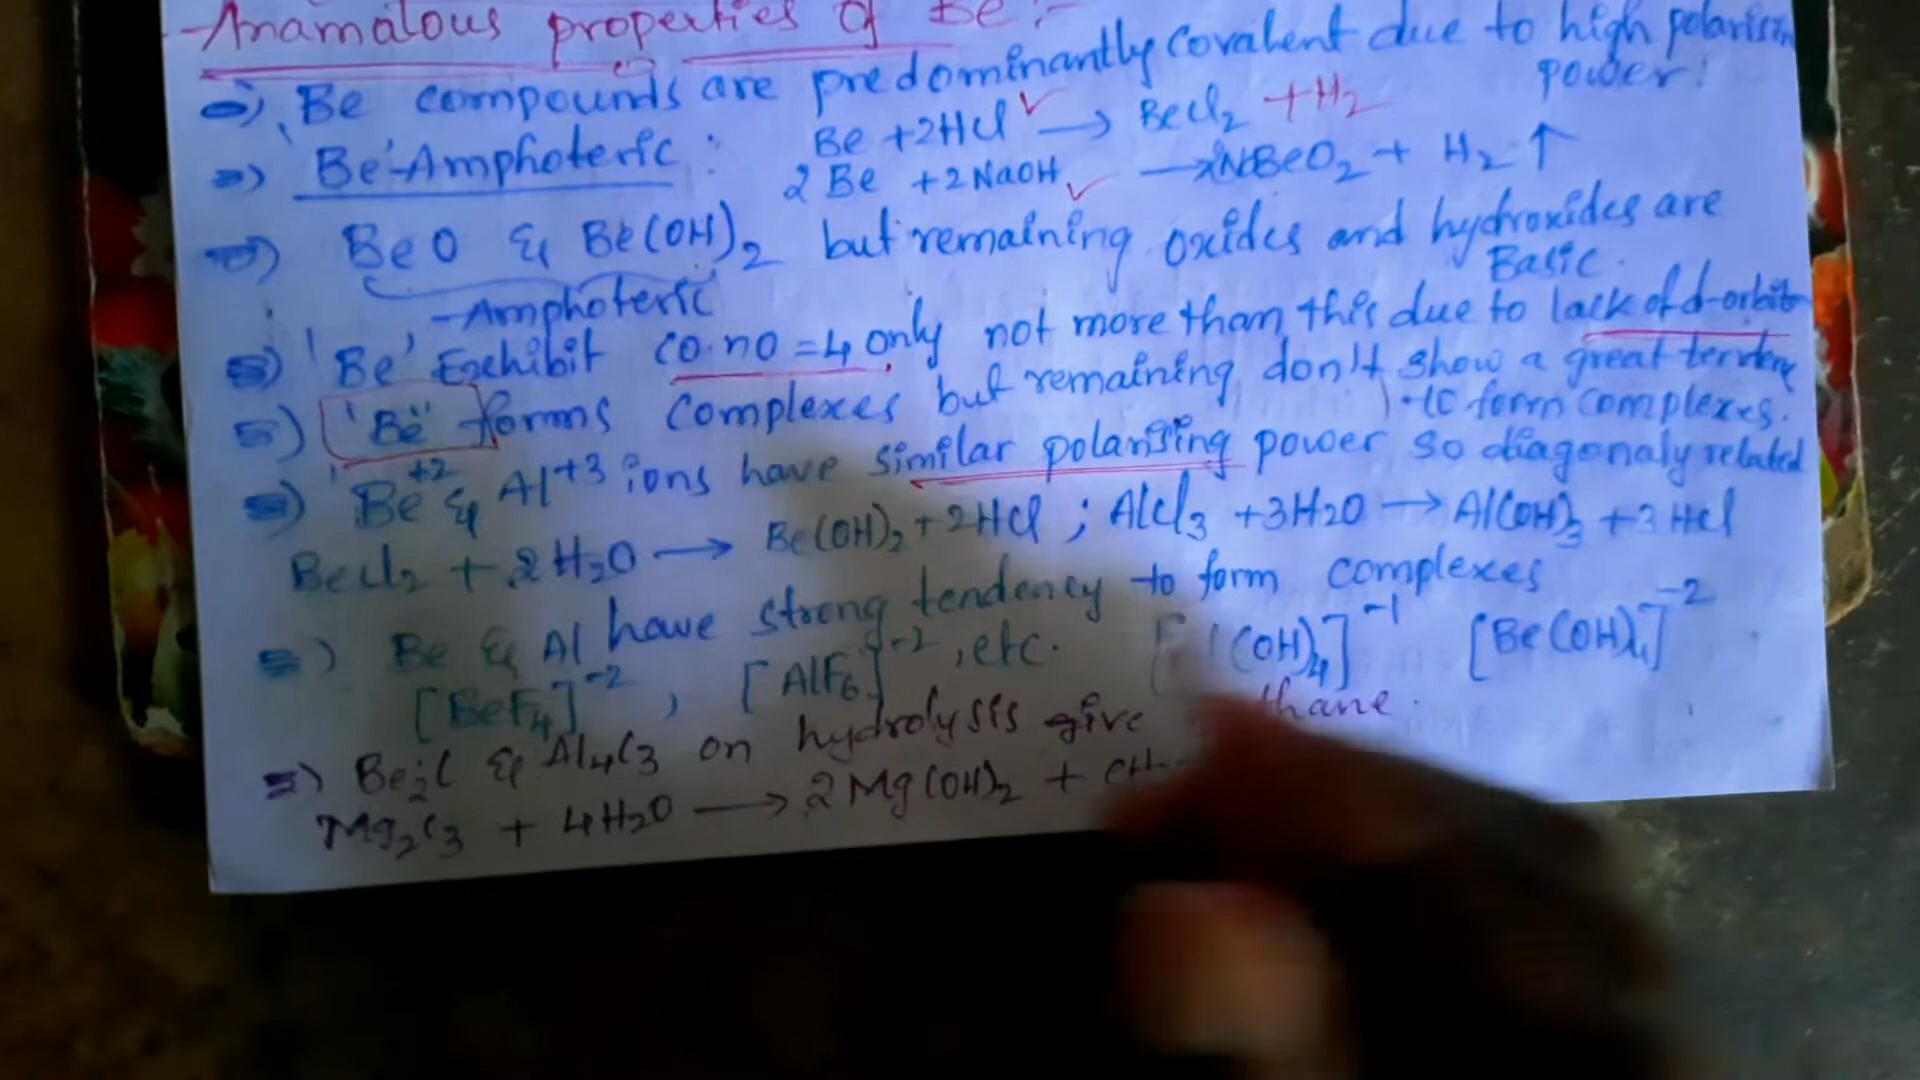 Anamalous properties of Be :-
=> Be compounds are predominantly covalent due to high polarising power.
=> 'Be'-Amphoteric : Be +2HCl → BeCl2 +H2
2 Be +2NaOH → + H2 ↑
=> BeO & Be(OH)2 but remaining oxides and hydroxides are Basic.
-Amphoteric
=> 'Be' Exhibit CO.no =4 only not more than this due to lack of d-orbit
=> 'Be' forms complexes but remaining don't show a great tendency to form complexes.
=> Be+2 & Al+3 ions have similar polarising power so diagonaly related
BeCl2 + 2H2O → Be(OH)2 + 2HCl ; AlCl3 +3H2O → Al(OH)3 +3HCl
=> Be & Al have strong tendency to form complexes
[BeF4]-2 , [AlF6]-2 , etc. (OH)4]-1 [Be(OH)4]-2
=> Be2C & Al4C3 on hydrolysis give
Mg2C3 + 4H2O → 2Mg(OH)2 +